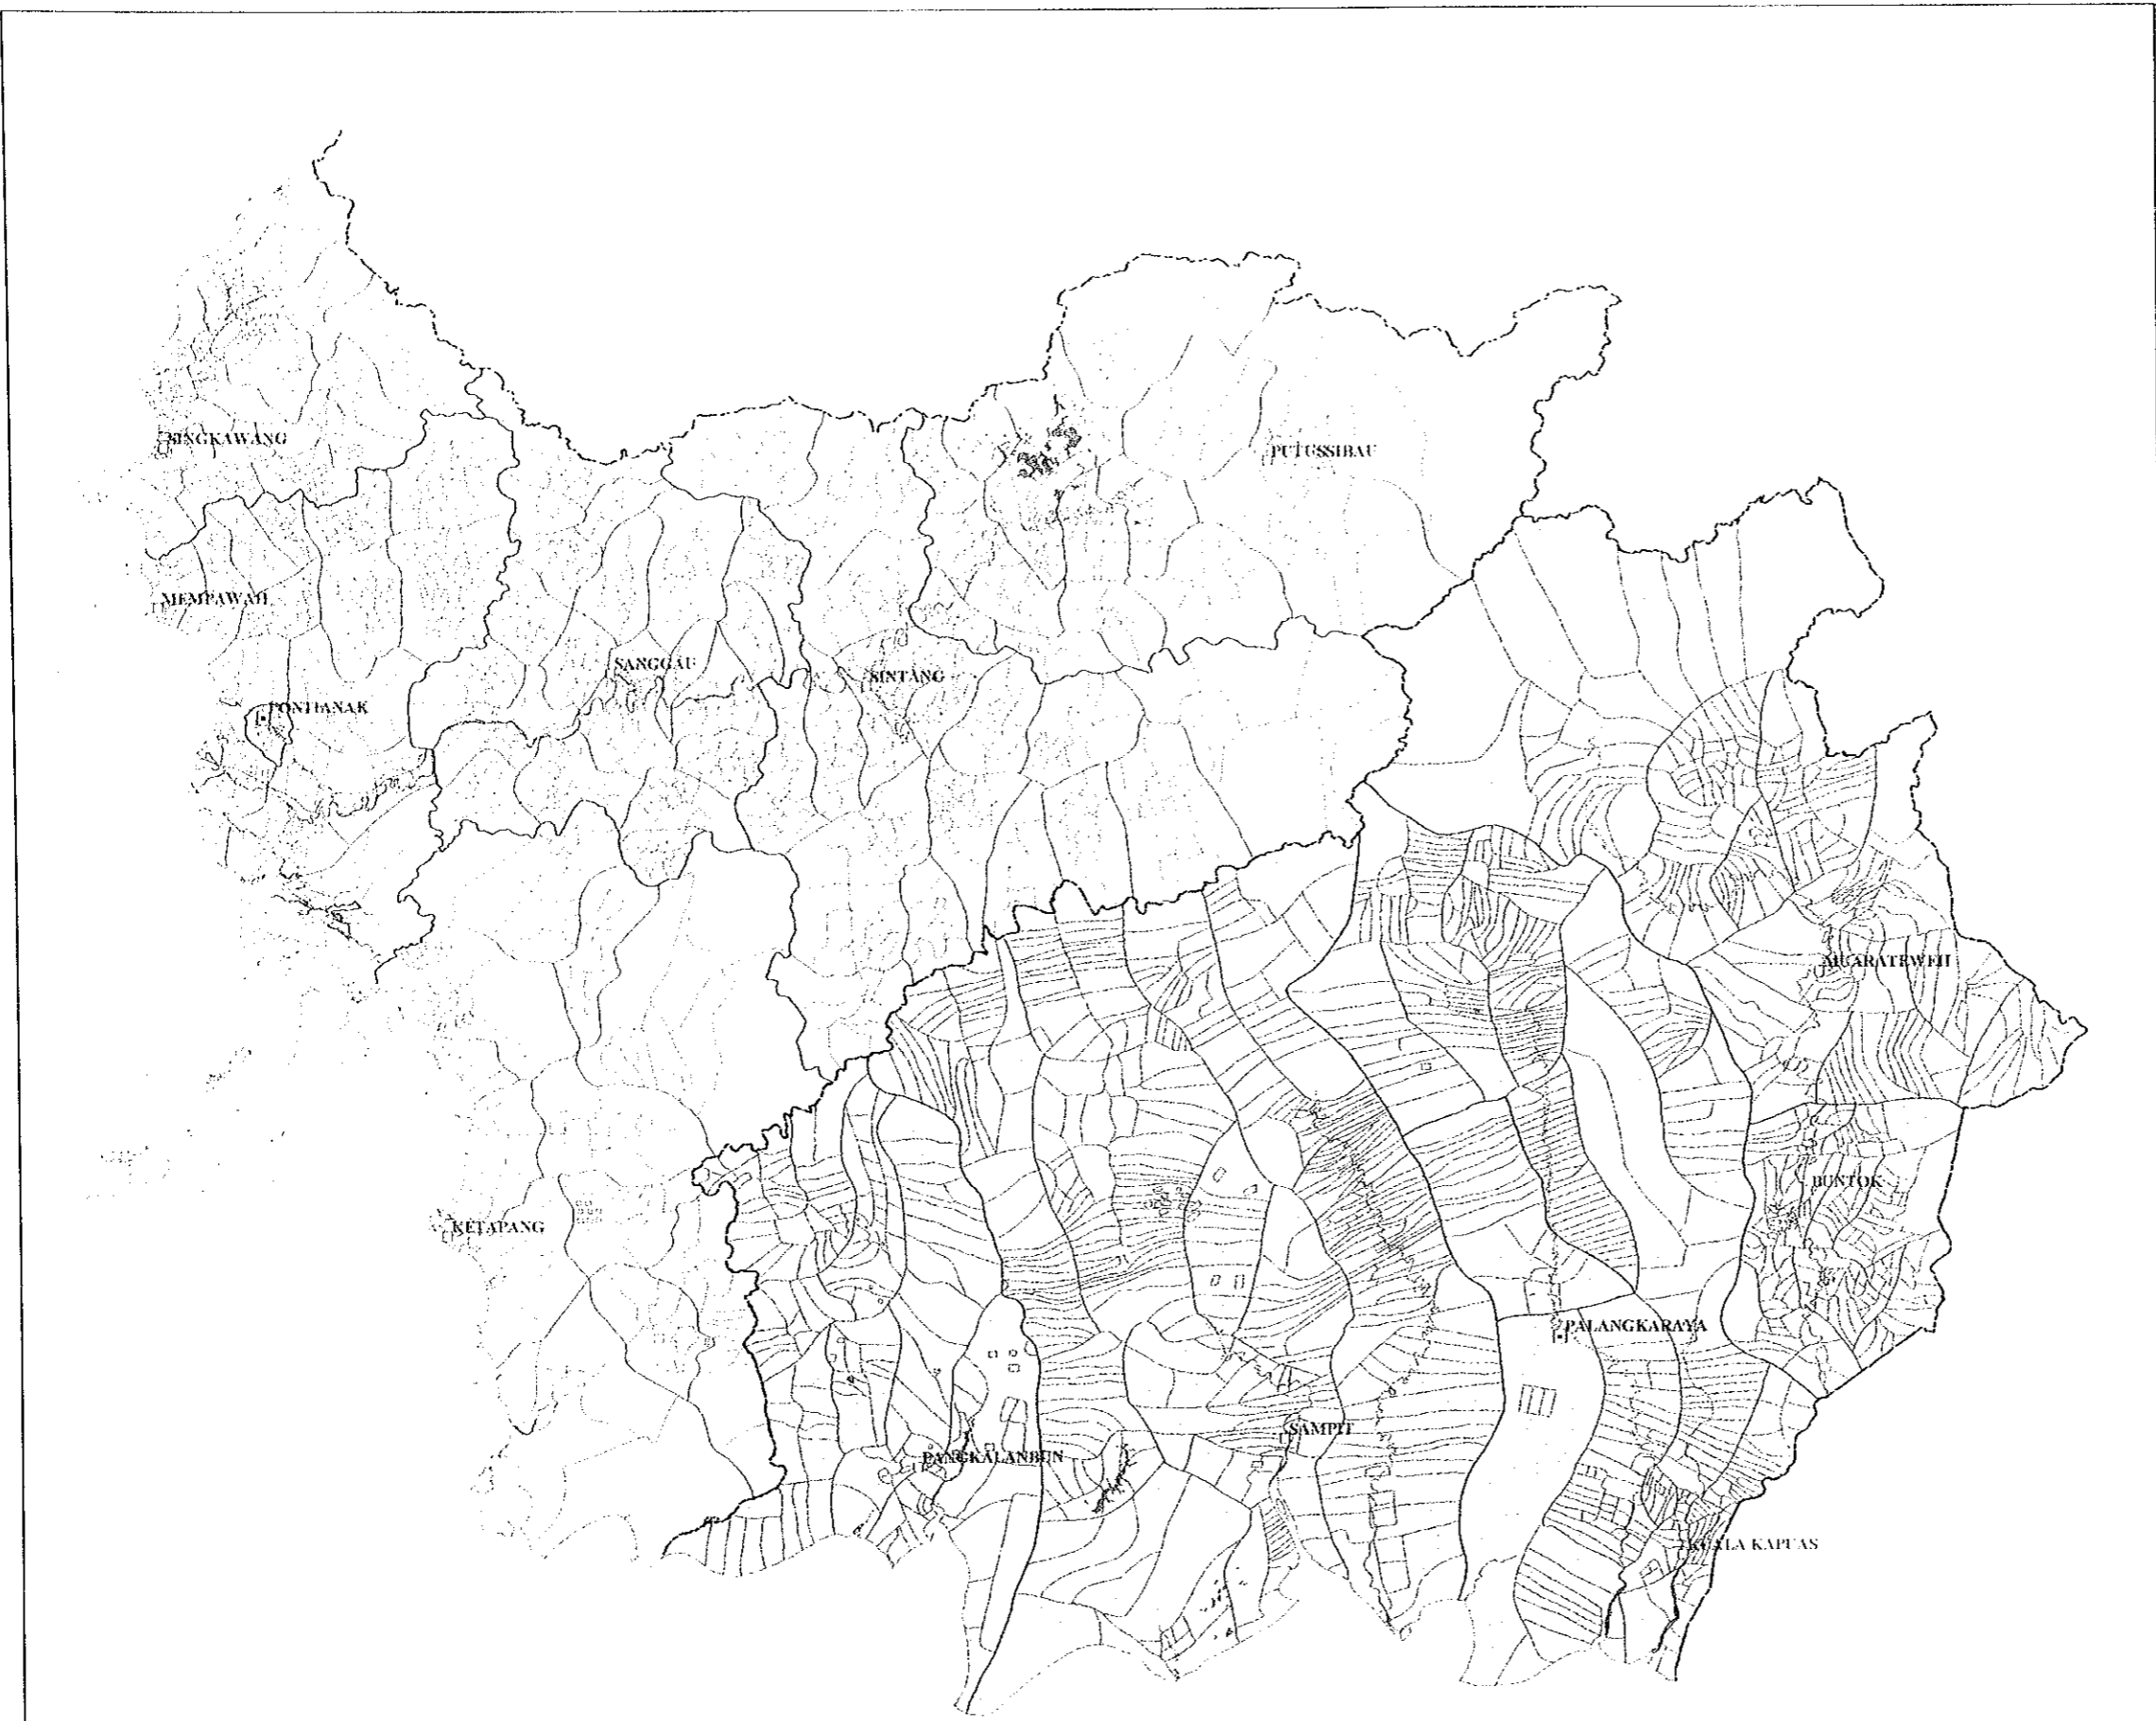 SINGKAWANG
PUTUSSIBAU
MEMPAWAH
SANGGAU
SINTANG
PONTIANAK
MUARATEWEH
BUNTOK
KETAPANG
PALANGKARAYA
SAMPIT
PANGKALANBUN
KUALA KAPUAS